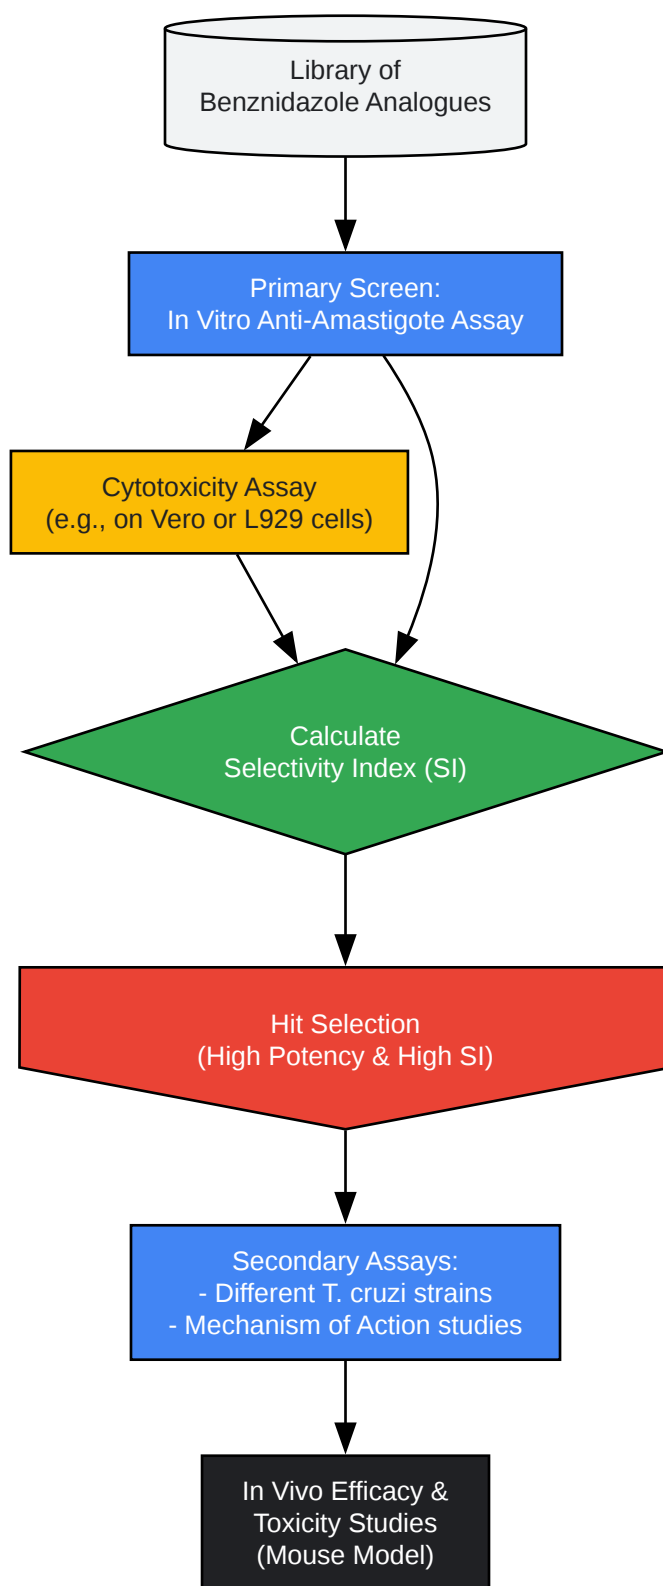 Library of
Benznidazole Analogues
Primary Screen:
In Vitro Anti-Amastigote Assay
Cytotoxicity Assay
(e.g., on Vero or L929 cells)
Calculate
Selectivity Index (SI)
Hit Selection
(High Potency & High SI)
Secondary Assays:
- Different T. cruzi strains
- Mechanism of Action studies
In Vivo Efficacy &
Toxicity Studies
(Mouse Model)